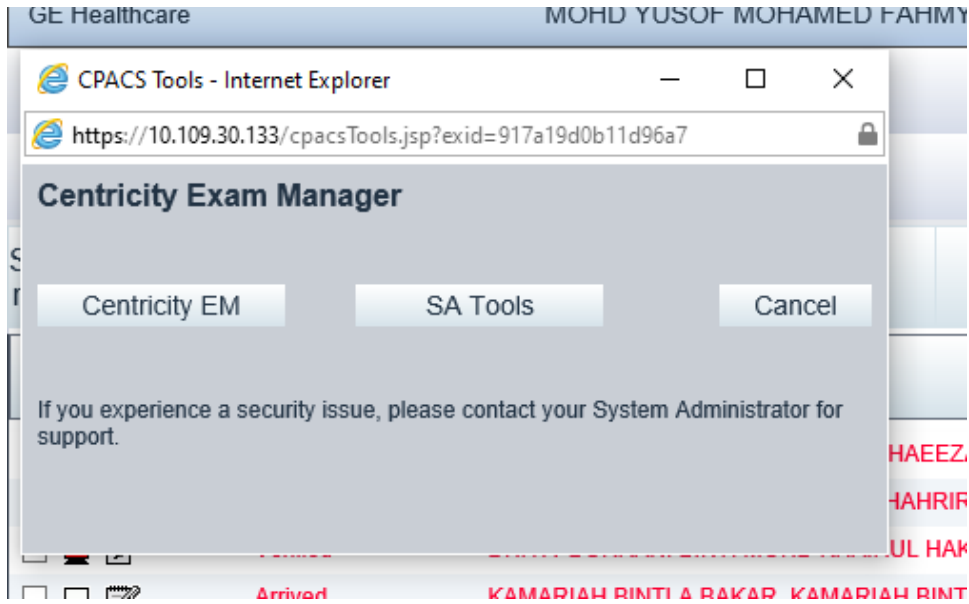 GE Healthcare MOHD YUSOF MOHAMED FAHMY
CPACS Tools - Internet Explorer
https://10.109.30.133/cpacsTools.jsp?exid=917a19d0b11d96a7
Centricity Exam Manager
Centricity EM SA Tools Cancel
If you experience a security issue, please contact your System Administrator for
support.
Arrived KAMARIAH BINTI A BAKAR, KAMARIAH BINT